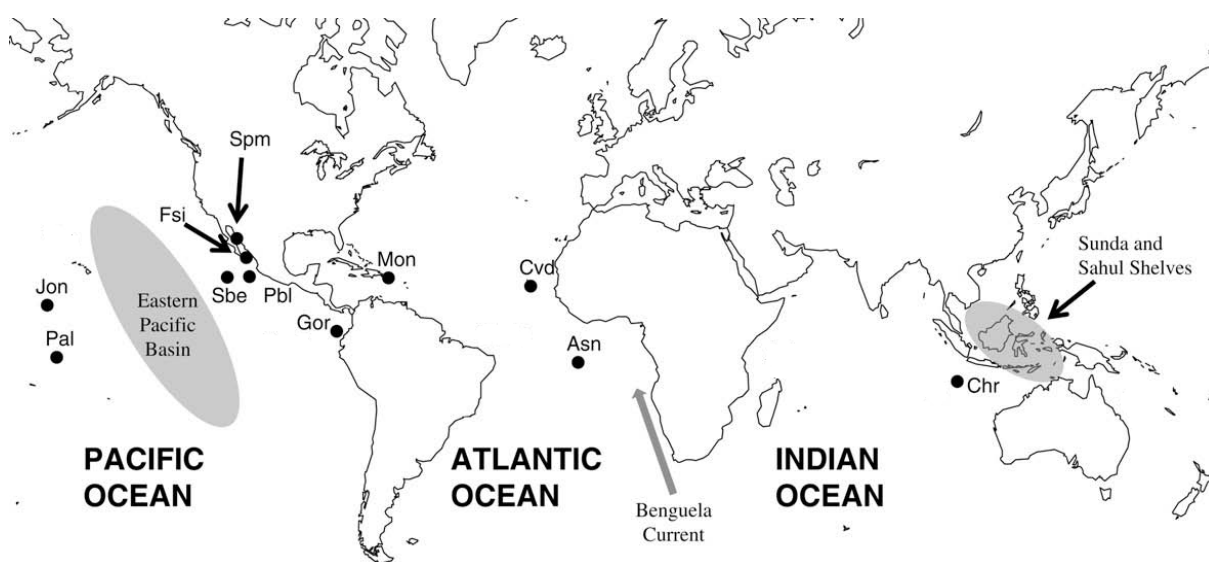 Spm
Fsi
Jon
Pal
Eastern
Pacific
Basin
Sbe
Pbl
Gor
Mon
Cvd
Asn
Sunda and
Sahul Shelves
Chr
PACIFIC
OCEAN
ATLANTIC
OCEAN
INDIAN
OCEAN
Benguela
Current